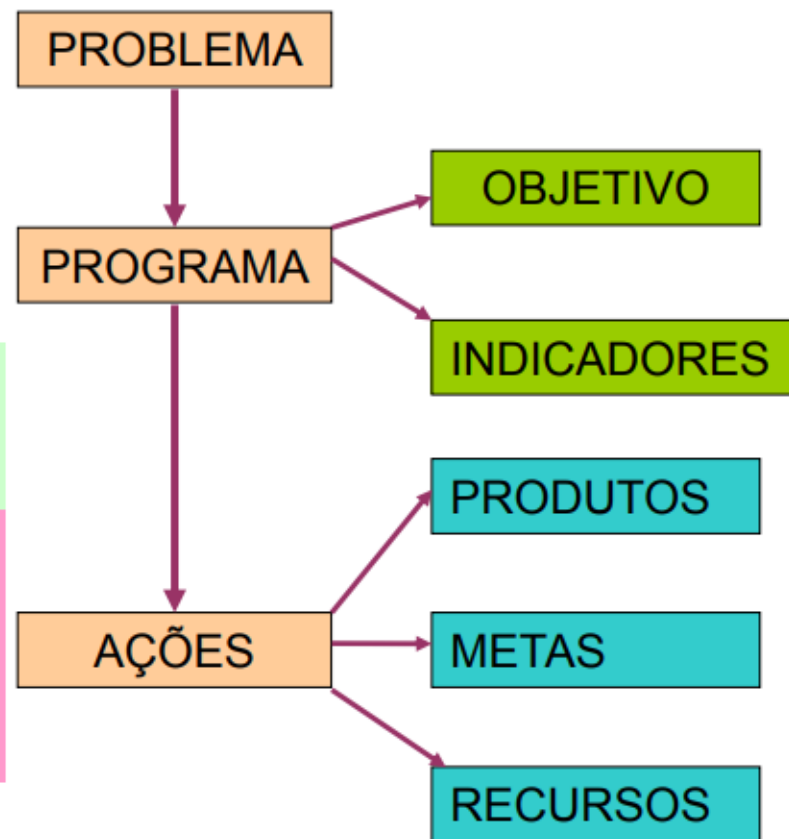 PROBLEMA
OBJETIVO
PROGRAMA
INDICADORES
PRODUTOS
AÇÕES
METAS
RECURSOS